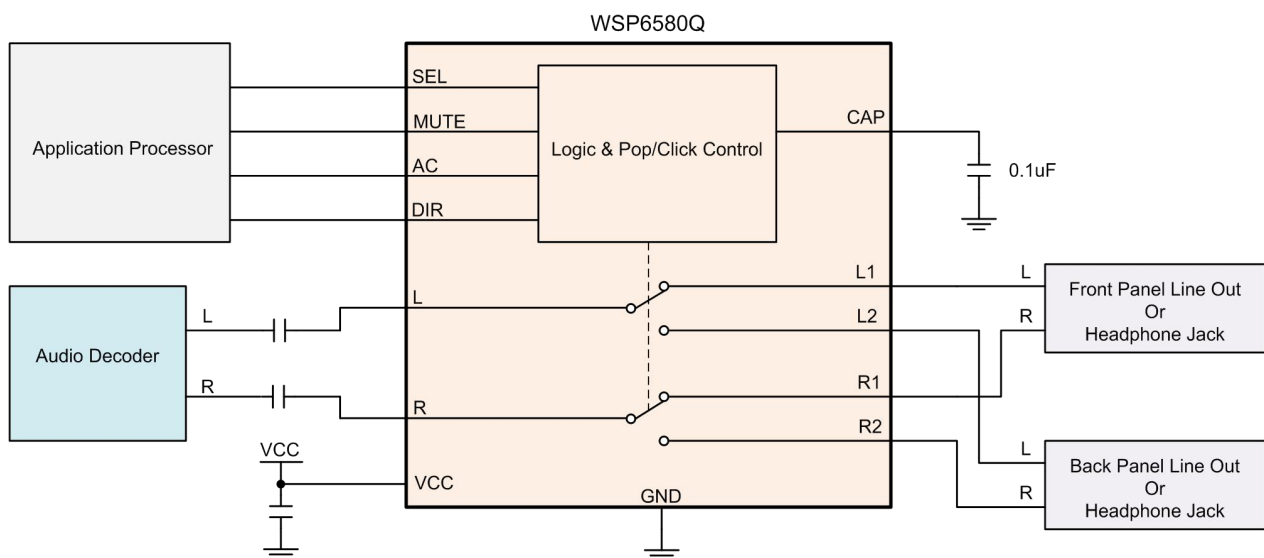 WSP6580Q
SEL
MUTE
AC
DIR
Application Processor
Logic & Pop/Click Control
CAP
0.1uF
L
L1
L
Front Panel Line Out
Or
Headphone Jack
L
L2
R
Audio Decoder
R
R
R1
R2
VCC
VCC
GND
L
Back Panel Line Out
Or
Headphone Jack
R